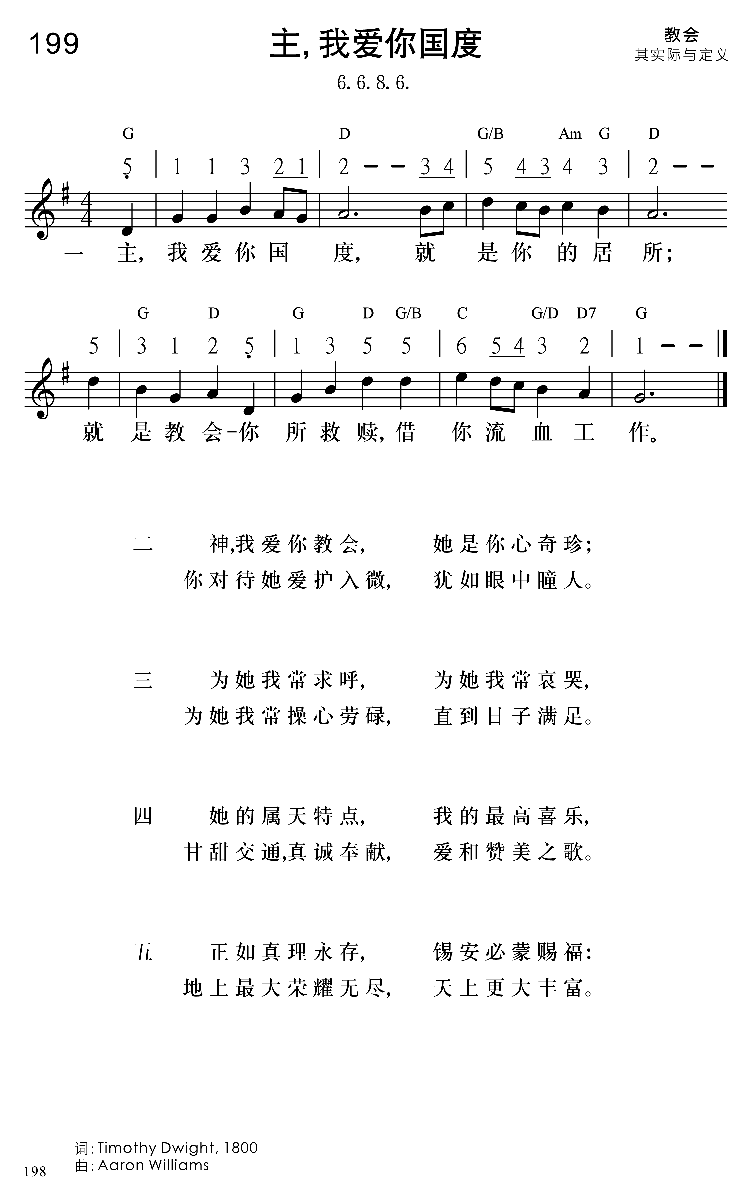 199
主,我爱你国度
教会
其实际与定义
6. 6. 8. 6.
G D G/B Am G D
5 | 1 1 3 2 1 | 2 – – 3 4 | 5 4 3 4 3 | 2 – –
4
4
一 主, 我 爱 你 国 度, 就 是 你 的 居 所;
G D G D G/B C G/D D7 G
5 | 3 1 2 5 | 1 3 5 5 | 6 5 4 3 2 | 1 – –
就 是 教 会-你 所 救 赎, 借 你 流 血 工 作。
二 神,我爱你教会, 她是你心奇珍;
你对待她爱护入微, 犹如眼中瞳人。
三 为她我常求呼, 为她我常哀哭,
为她我常操心劳碌, 直到日子满足。
四 她的属天特点, 我的最高喜乐,
甘甜交通,真诚奉献, 爱和赞美之歌。
五 正如真理永存, 锡安必蒙赐福:
地上最大荣耀无尽, 天上更大丰富。
词: Timothy Dwight, 1800
曲: Aaron Williams
198